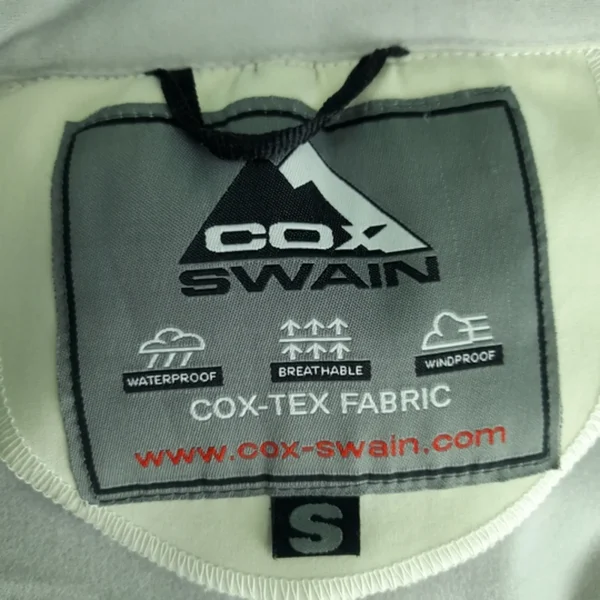 COX
SWAIN
WATERPROOF
BREATHABLE
WINDPROOF
COX-TEX FABRIC
www.cox-swain.com
S